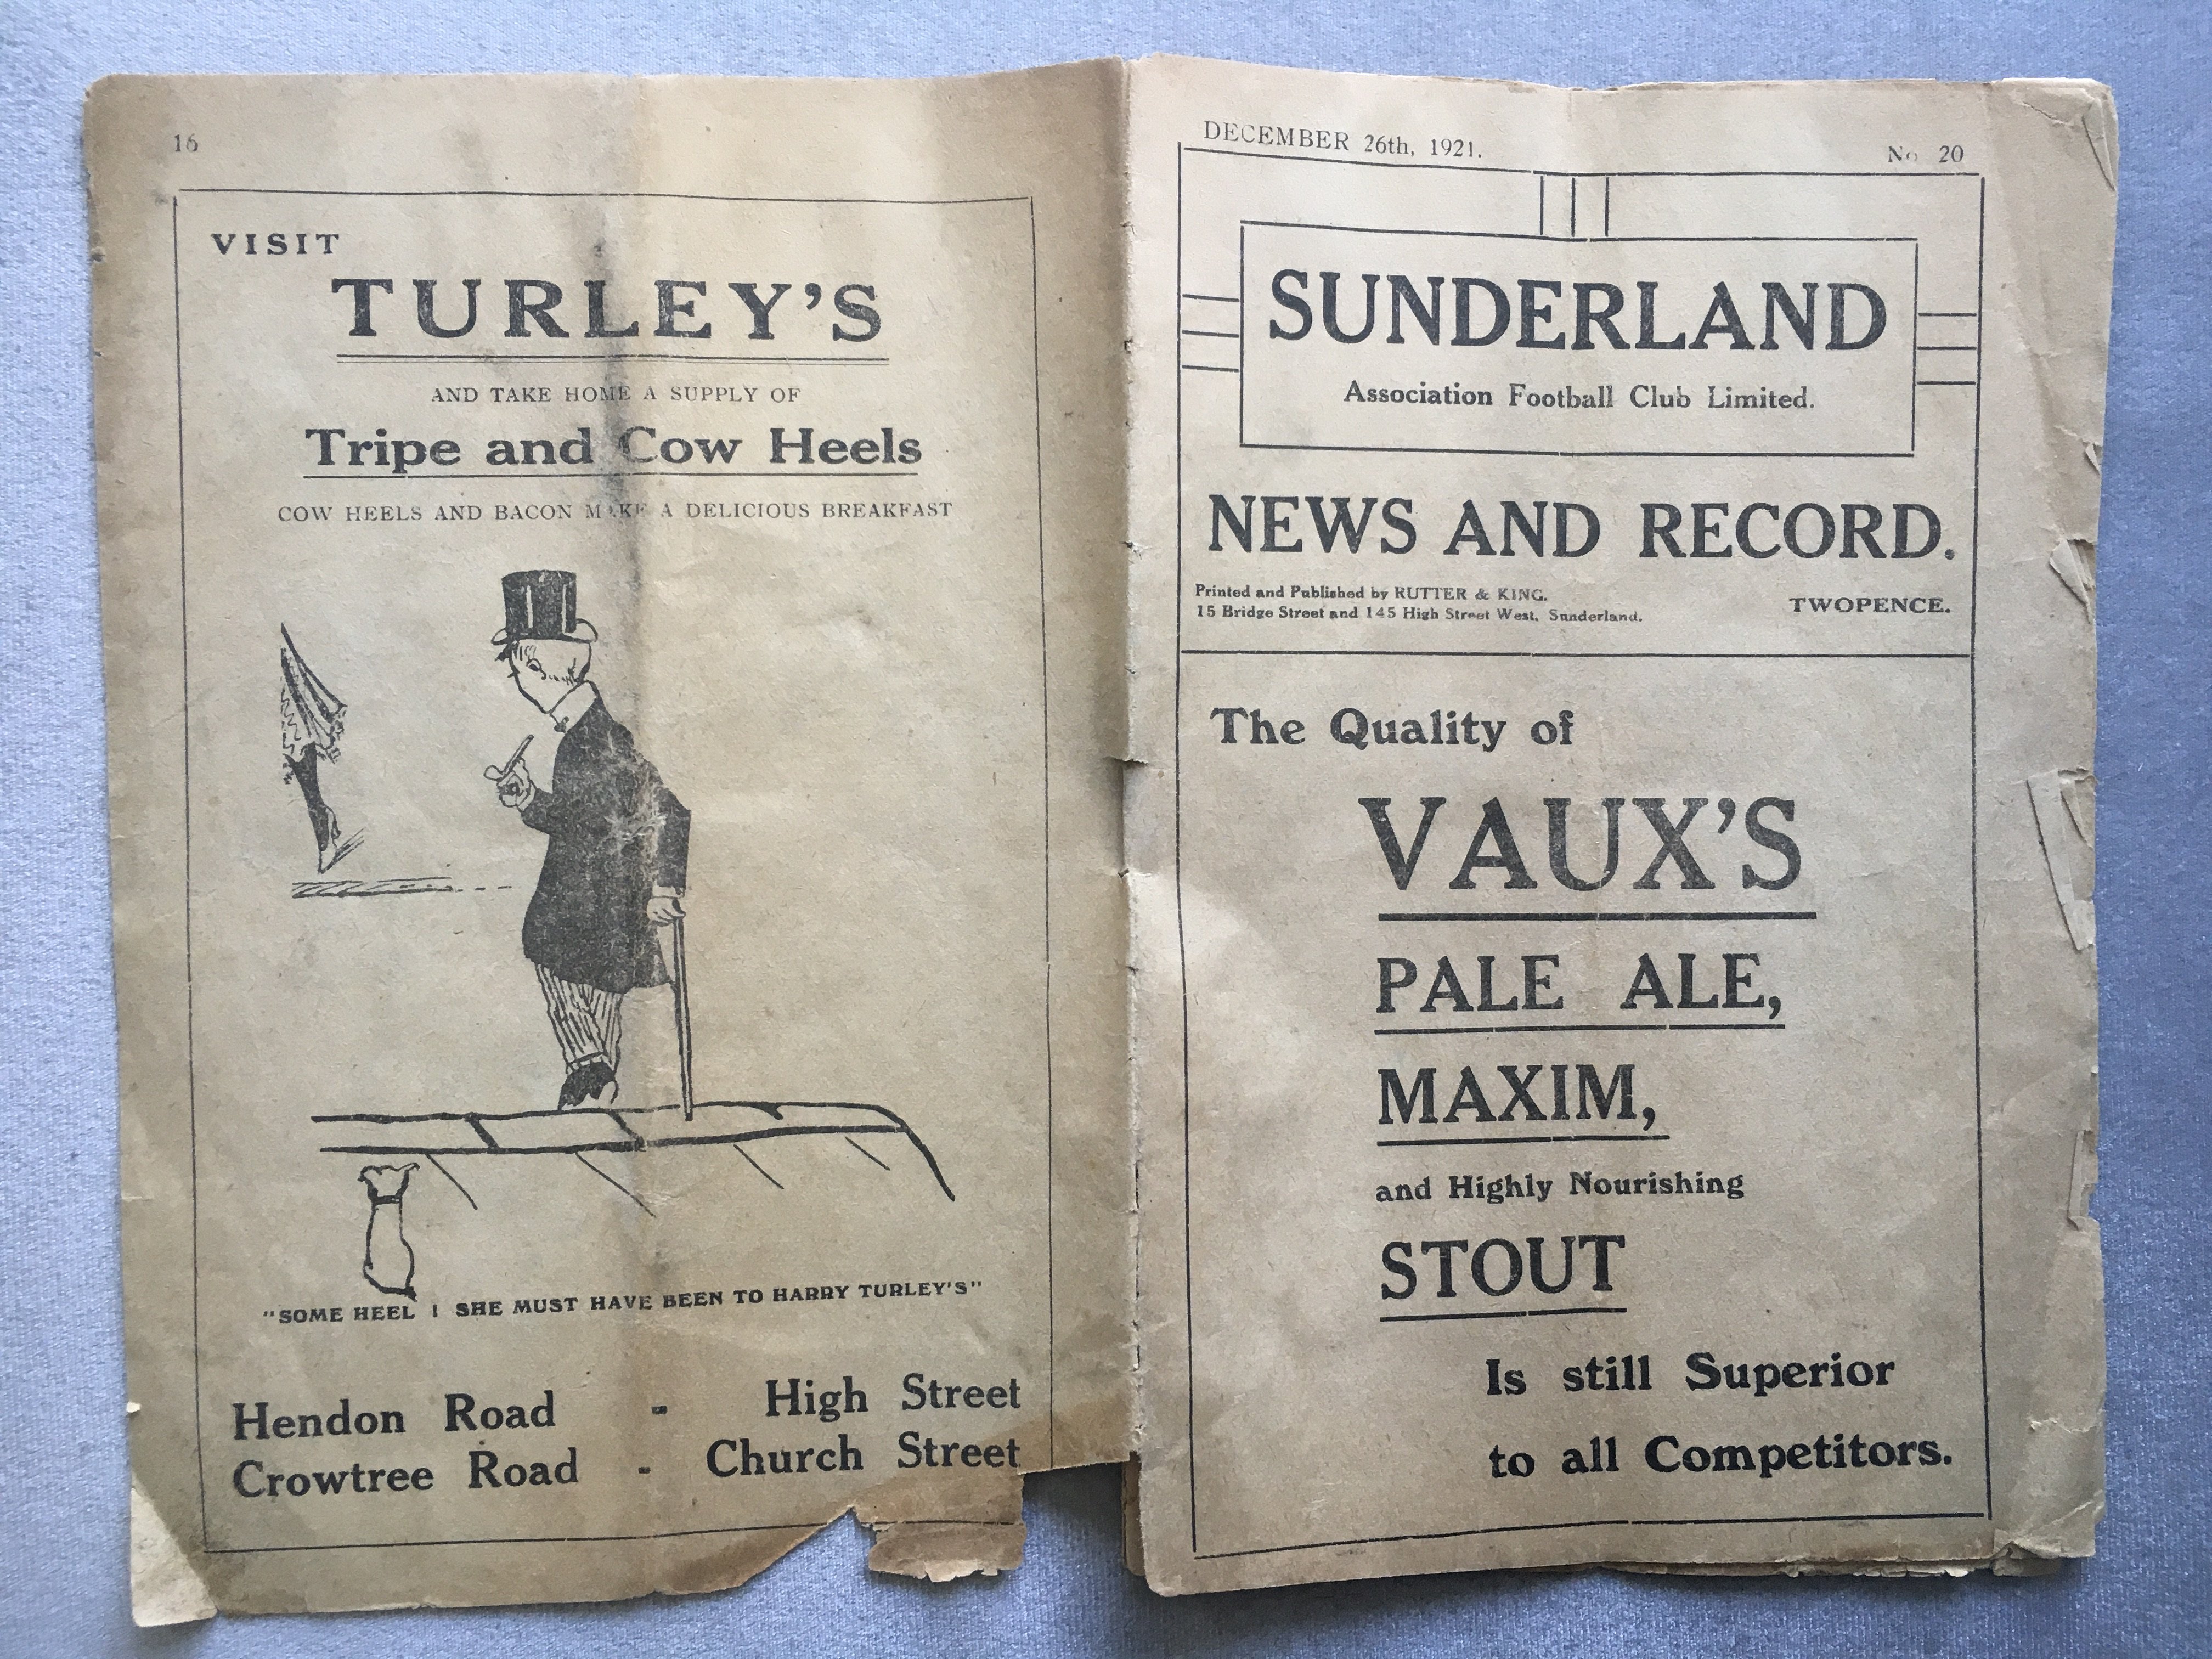 16
VISIT
TURLEY'S
AND TAKE HOME A SUPPLY OF
Tripe and Cow Heels
COW HEELS AND BACON MAKE A DELICIOUS BREAKFAST
"SOME HEEL ! SHE MUST HAVE BEEN TO HARRY TURLEY'S"
Hendon Road - High Street
Crowtree Road - Church Street
DECEMBER 26th, 1921. No 20
SUNDERLAND
Association Football Club Limited.
NEWS AND RECORD.
Printed and Published by RUTTER & KING.
15 Bridge Street and 145 High Street West, Sunderland.
TWOPENCE.
The Quality of
VAUX'S
PALE ALE,
MAXIM,
and Highly Nourishing
STOUT
Is still Superior
to all Competitors.